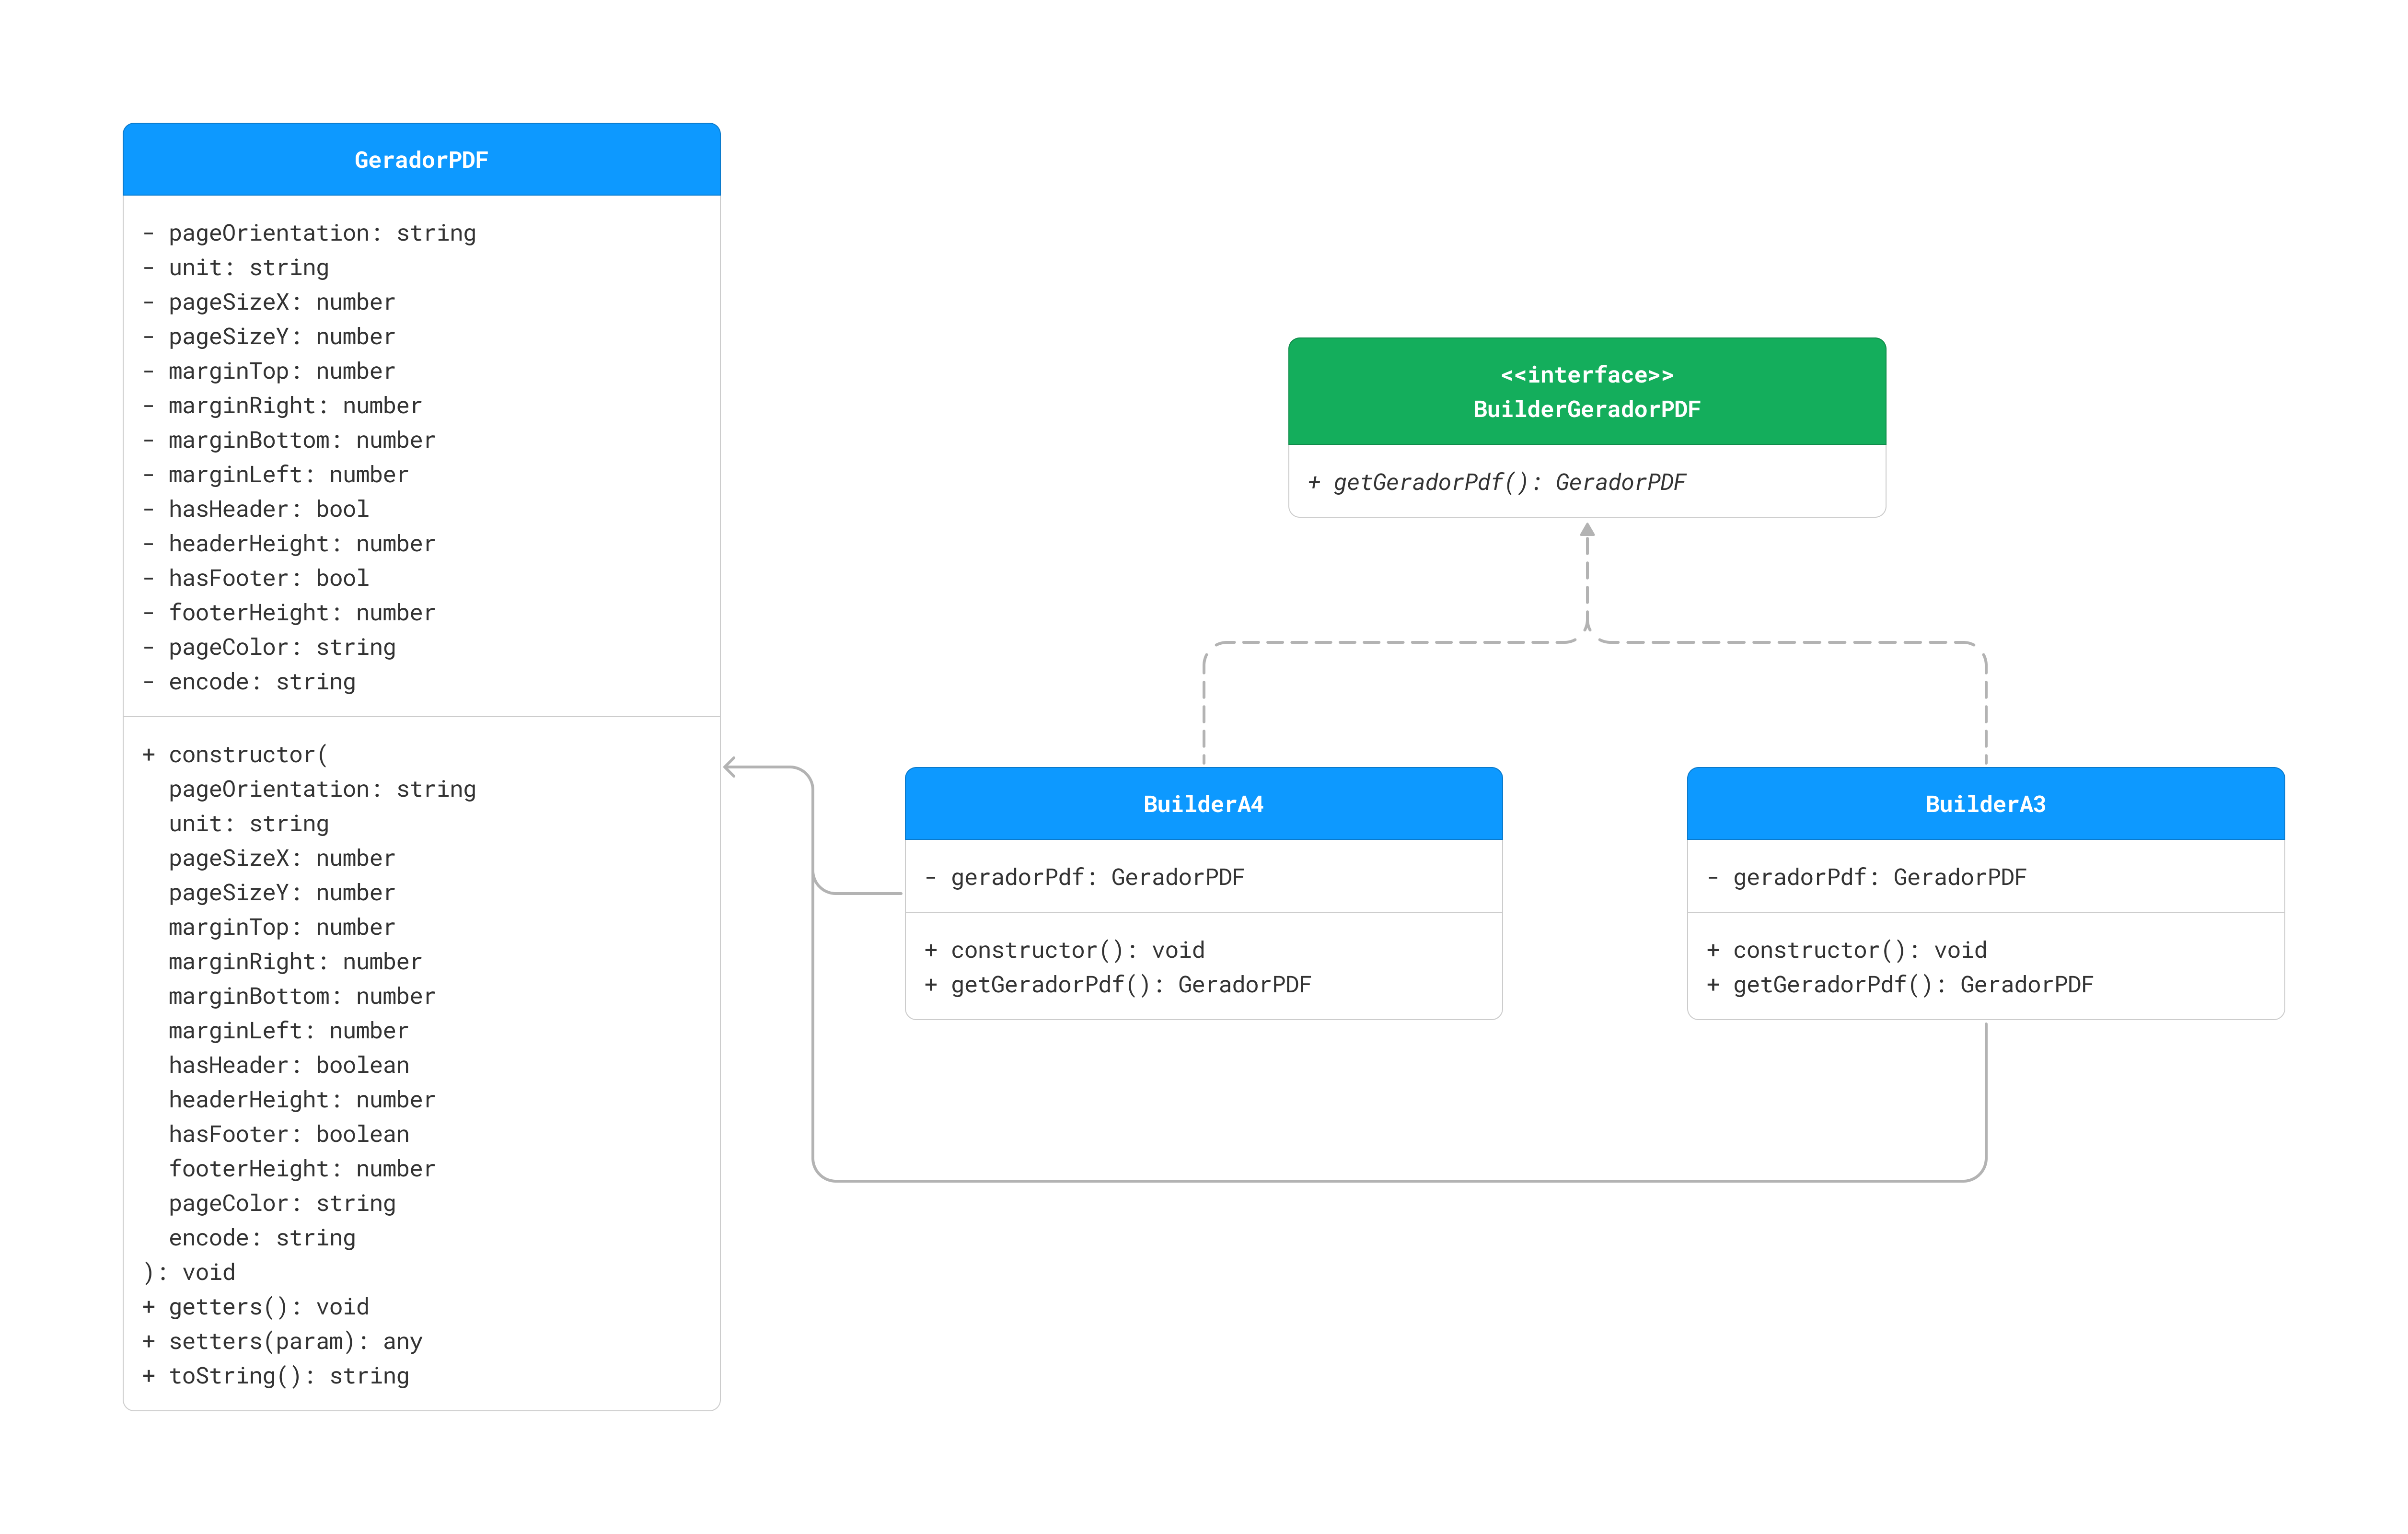 GeradorPDF
- pageOrientation: string
- unit: string
- pageSizeX: number
- pageSizeY: number
- marginTop: number
- marginRight: number
- marginBottom: number
- marginLeft: number
- hasHeader: bool
- headerHeight: number
- hasFooter: bool
- footerHeight: number
- pageColor: string
- encode: string
+ constructor(
pageOrientation: string
unit: string
pageSizeX: number
pageSizeY: number
marginTop: number
marginRight: number
marginBottom: number
marginLeft: number
hasHeader: boolean
headerHeight: number
hasFooter: boolean
footerHeight: number
pageColor: string
encode: string
): void
+ getters(): void
+ setters(param): any
+ toString(): string
<<interface>>
BuilderGeradorPDF
+ getGeradorPdf(): GeradorPDF
BuilderA4
- geradorPdf: GeradorPDF
+ constructor(): void
+ getGeradorPdf(): GeradorPDF
BuilderA3
- geradorPdf: GeradorPDF
+ constructor(): void
+ getGeradorPdf(): GeradorPDF